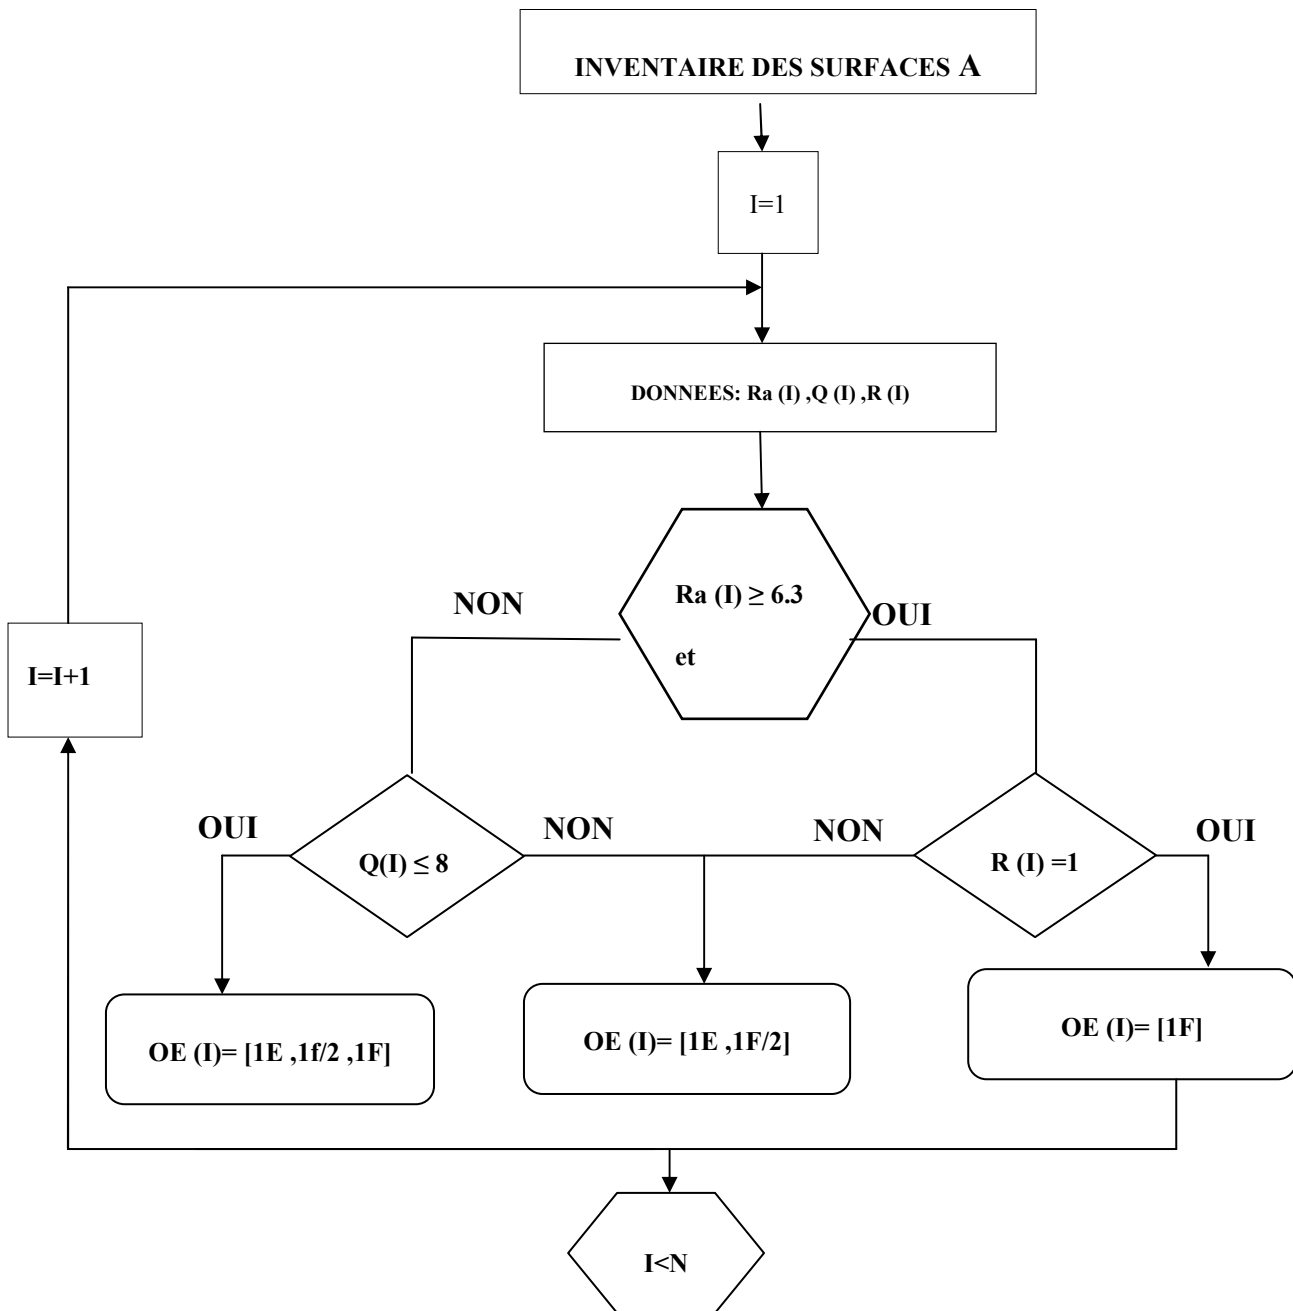 INVENTAIRE DES SURFACES A
I=1
DONNEES: Ra (I) ,Q (I) ,R (I)
Ra (I) ≥ 6.3
et
NON
OUI
I=I+1
OUI
Q(I) ≤ 8
NON
NON
R (I) =1
OUI
OE (I)= [1E ,1f/2 ,1F]
OE (I)= [1E ,1F/2]
OE (I)= [1F]
I<N